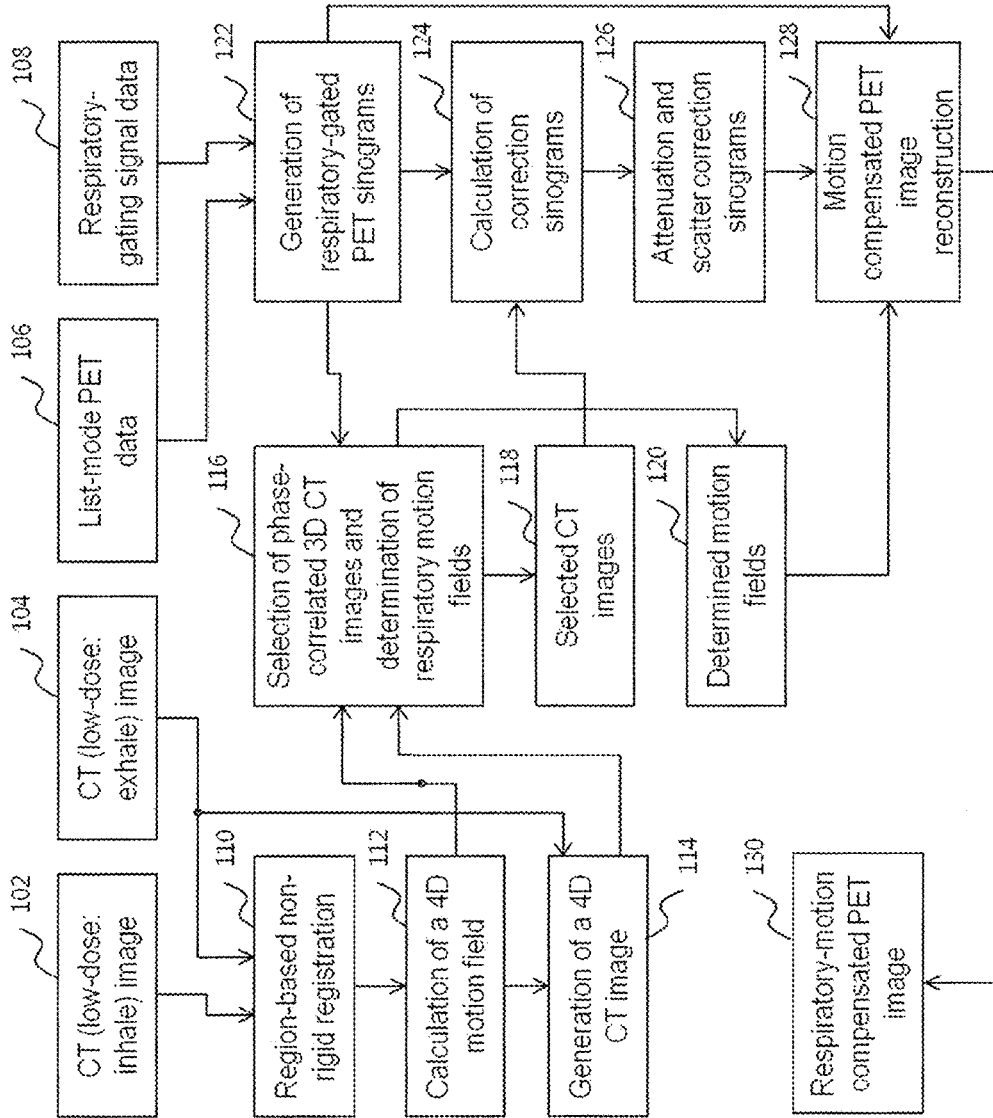 102
CT (low-dose:
inhale) image
104
CT (low-dose:
exhale) image
106
List-mode PET
data
108
Respiratory-
gating signal data
110
Region-based non-
rigid registration
112
Calculation of a 4D
motion field
Generation of a 4D
CT image
114
116
Selection of phase-
correlated 3D CT
images and
determination of
respiratory motion
fields
118
Selected CT
images
120
Determined motion
fields
122
Generation of
respiratory-gated
PET sinograms
124
Calculation of
correction
sinograms
126
Attenuation and
scatter correction
sinograms
128
Motion
compensated PET
image
reconstruction
130
Respiratory-motion
compensated PET
image